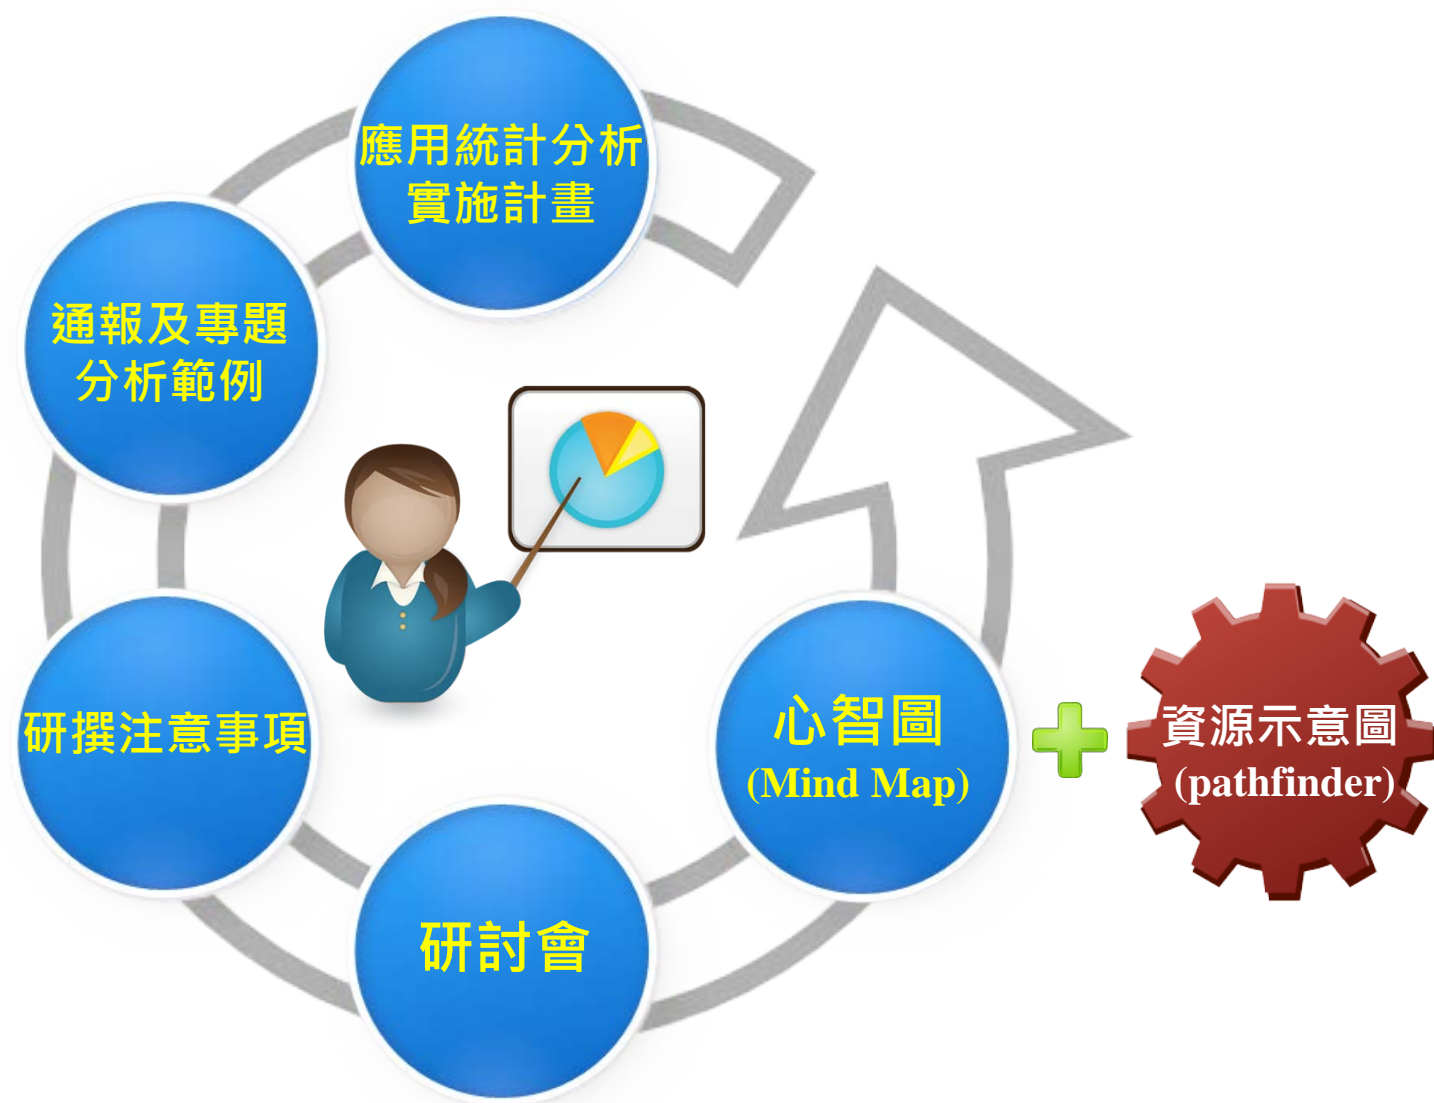 應用統計分析
實施計畫
通報及專題
分析範例
研撰注意事項
研討會
心智圖
(Mind Map)
資源示意圖
(pathfinder)